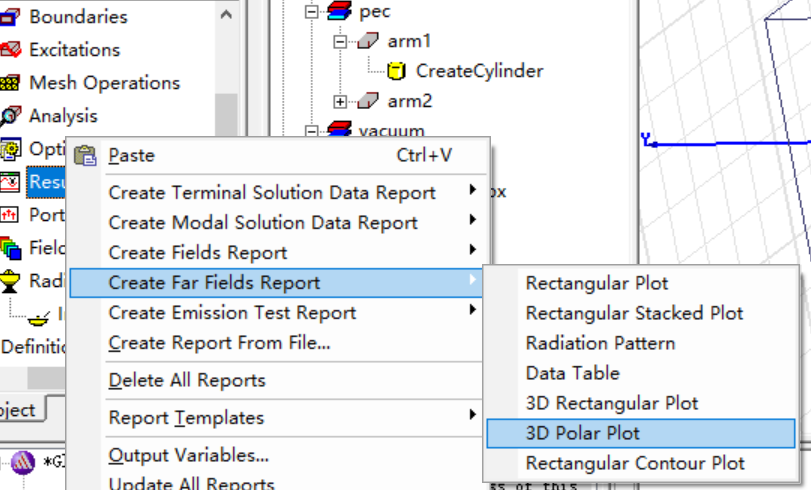 Boundaries
Excitations
Mesh Operations
Analysis
Opti
Resu
Port
Field
Radi
Definitio
oject
pec
arm1
CreateCylinder
arm2
vacuum
ox
Y
Paste Ctrl+V
Create Terminal Solution Data Report
Create Modal Solution Data Report
Create Fields Report
Create Far Fields Report
Create Emission Test Report
Create Report From File...
Delete All Reports
Report Templates
Output Variables...
Update All Reports
Rectangular Plot
Rectangular Stacked Plot
Radiation Pattern
Data Table
3D Rectangular Plot
3D Polar Plot
Rectangular Contour Plot
ss of this